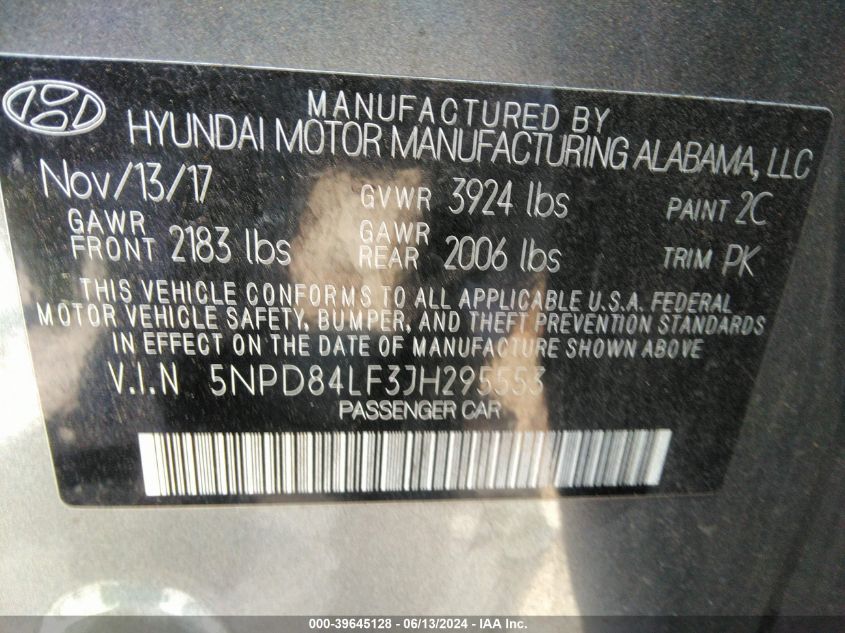 MANUFACTURED BY
HYUNDAI MOTOR MANUFACTURING ALABAMA, LLC
Nov/13/17 GVWR 3924 lbs PAINT 2C
GAWR FRONT 2183 lbs GAWR REAR 2006 lbs TRIM PK
THIS VEHICLE CONFORMS TO ALL APPLICABLE U.S.A. FEDERAL
MOTOR VEHICLE SAFETY, BUMPER, AND THEFT PREVENTION STANDARDS
IN EFFECT ON THE DATE OF MANUFACTURE SHOWN ABOVE.
V.I.N 5NPD84LF3JH295553
PASSENGER CAR
000-39645128 - 06/13/2024 - IAA Inc.